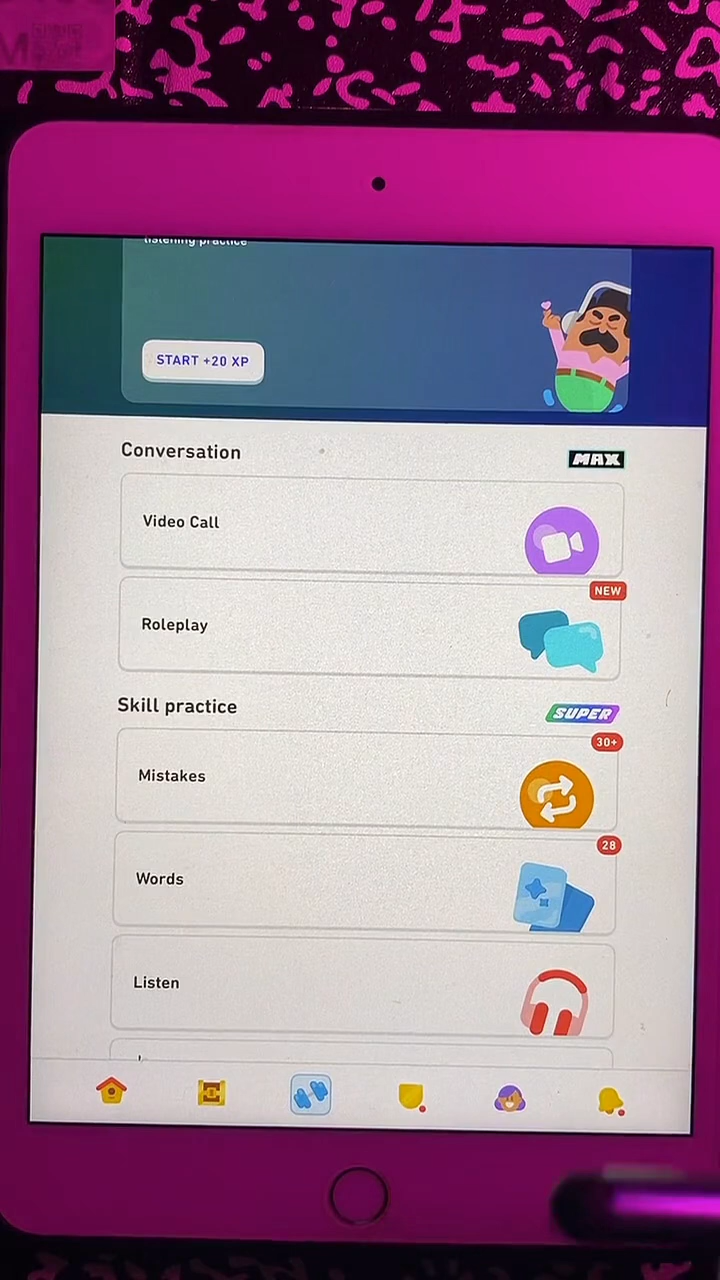 listening practice
START +20 XP
Conversation
MAX
Video Call
NEW
Roleplay
Skill practice
SUPER
30+
Mistakes
28
Words
Listen